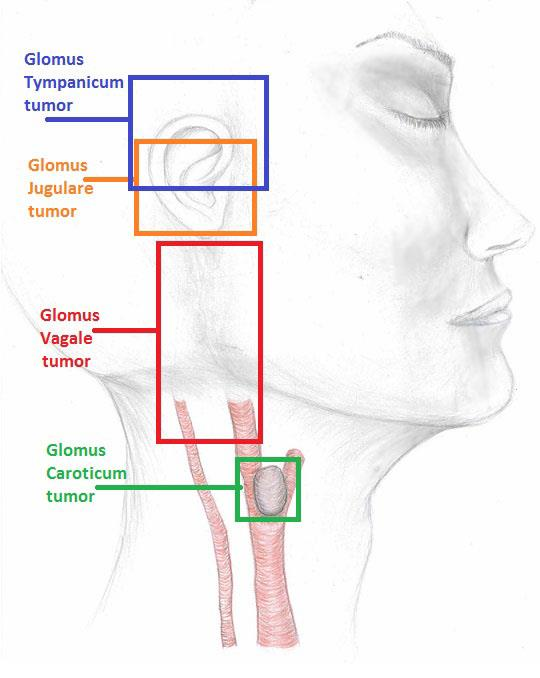 Glomus
Tympanicum
tumor
Glomus
Jugulare
tumor
Glomus
Vagale
tumor
Glomus
Caroticum
tumor